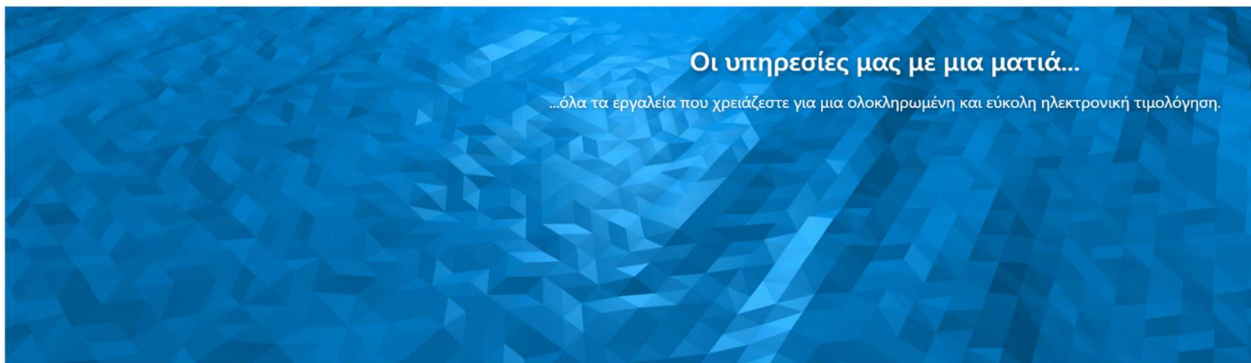 Οι υπηρεσίες μας με μια ματιά...
...όλα τα εργαλεία που χρειάζεστε για μια ολοκληρωμένη και εύκολη ηλεκτρονική τιμολόγηση.